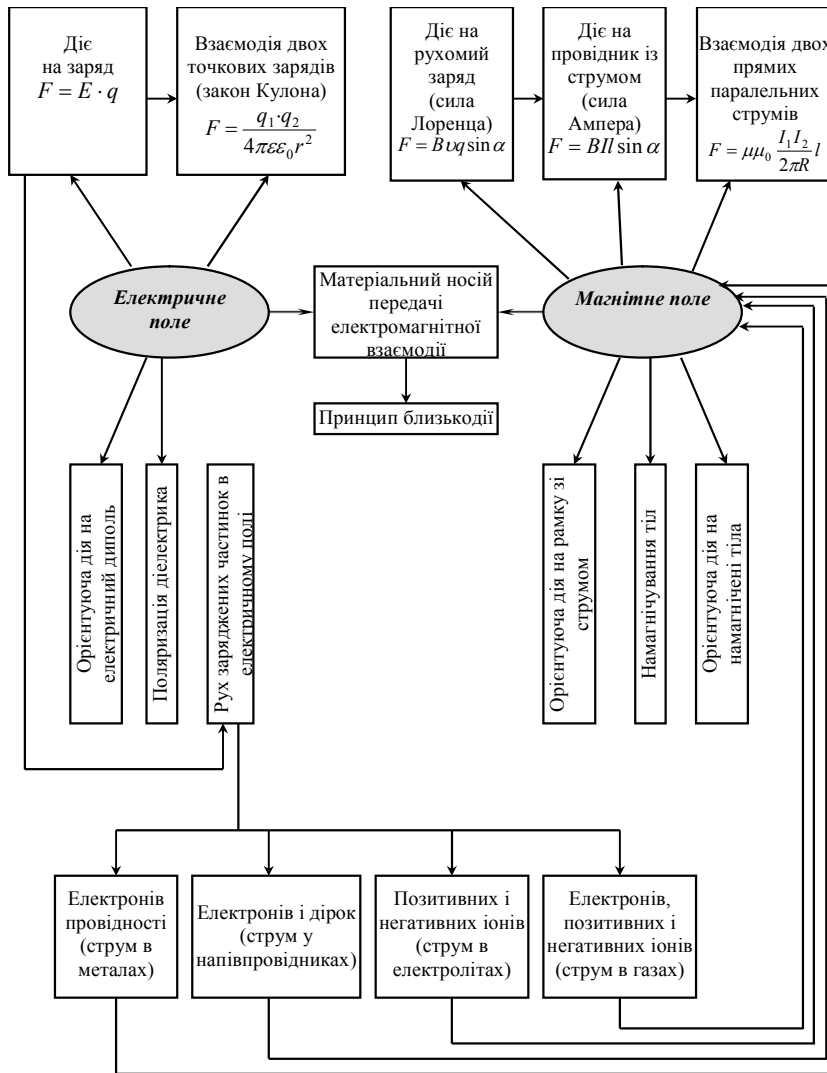 Діє
на заряд
F = E · q
Взаємодія двох
точкових зарядів
(закон Кулона)
F = q₁·q₂ / 4πεε₀r²
Діє на
рухомий
заряд
(сила
Лоренца)
F = Bυq sin α
Діє на
провідник із
струмом
(сила
Ампера)
F = BIl sin α
Взаємодія двох
прямих
паралельних
струмів
F = μμ₀ I₁I₂ / 2πR l
Електричне
поле
Матеріальний носій
передачі
електромагнітної
взаємодії
Магнітне поле
Принцип близькодії
Орієнтуюча дія на
електричний диполь
Поляризація діелектрика
Рух заряджених частинок в
електричному полі
Орієнтуюча дія на рамку зі
струмом
Намагнічування тіл
Орієнтуюча дія на
намагнічені тіла
Електронів
провідності
(струм в
металах)
Електронів і дірок
(струм у
напівпровідниках)
Позитивних і
негативних іонів
(струм в
електролітах)
Електронів,
позитивних і
негативних іонів
(струм в газах)